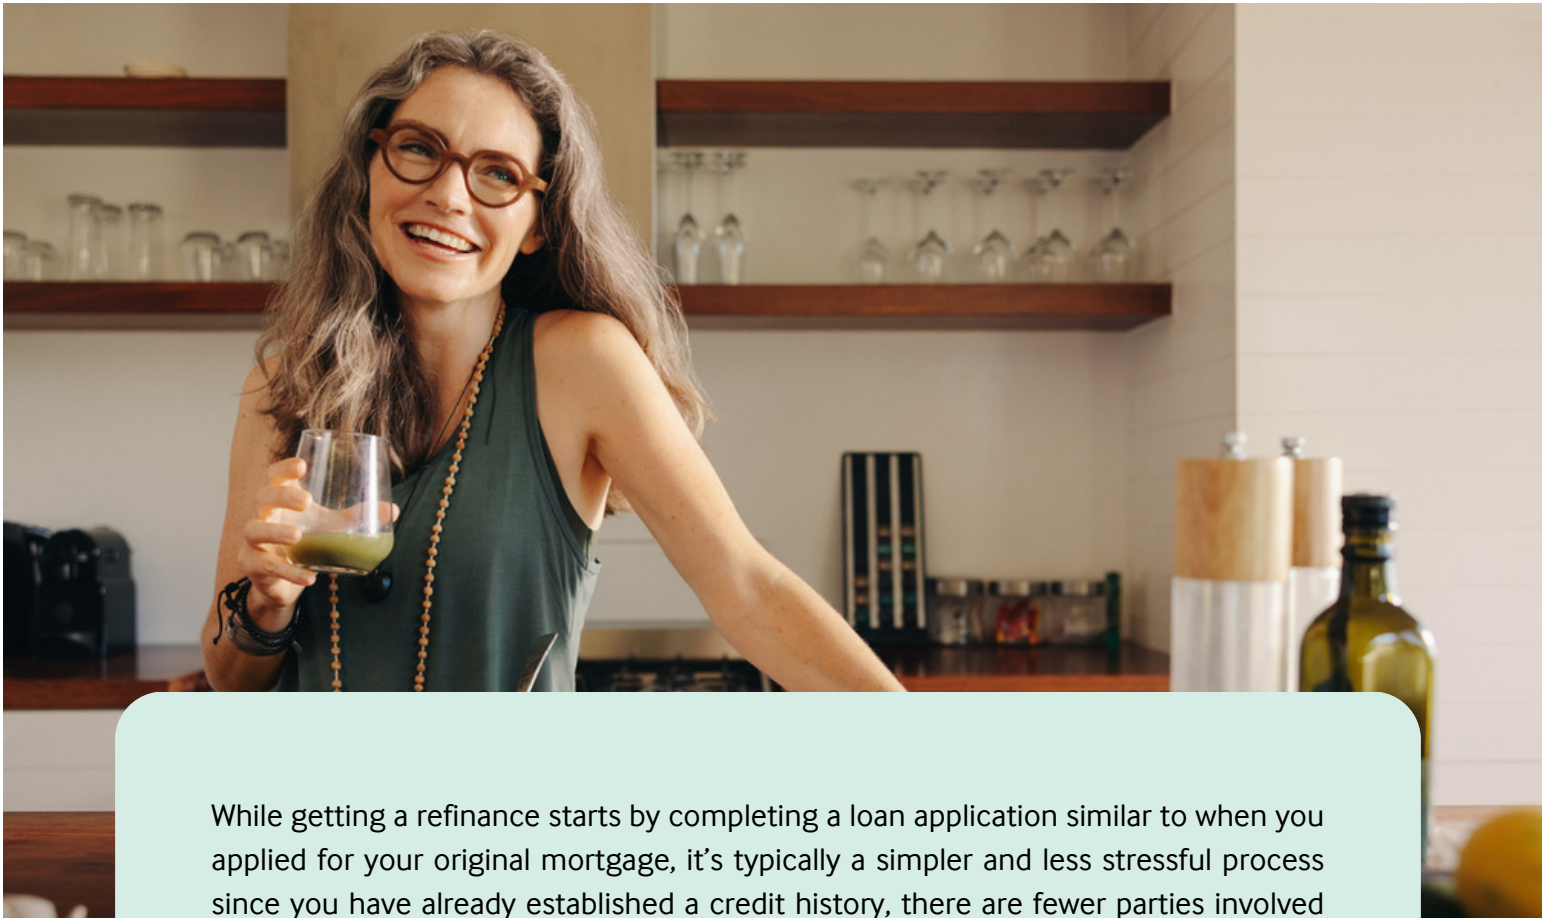 While getting a refinance starts by completing a loan application similar to when you
applied for your original mortgage, it’s typically a simpler and less stressful process
since you have already established a credit history, there are fewer parties involved